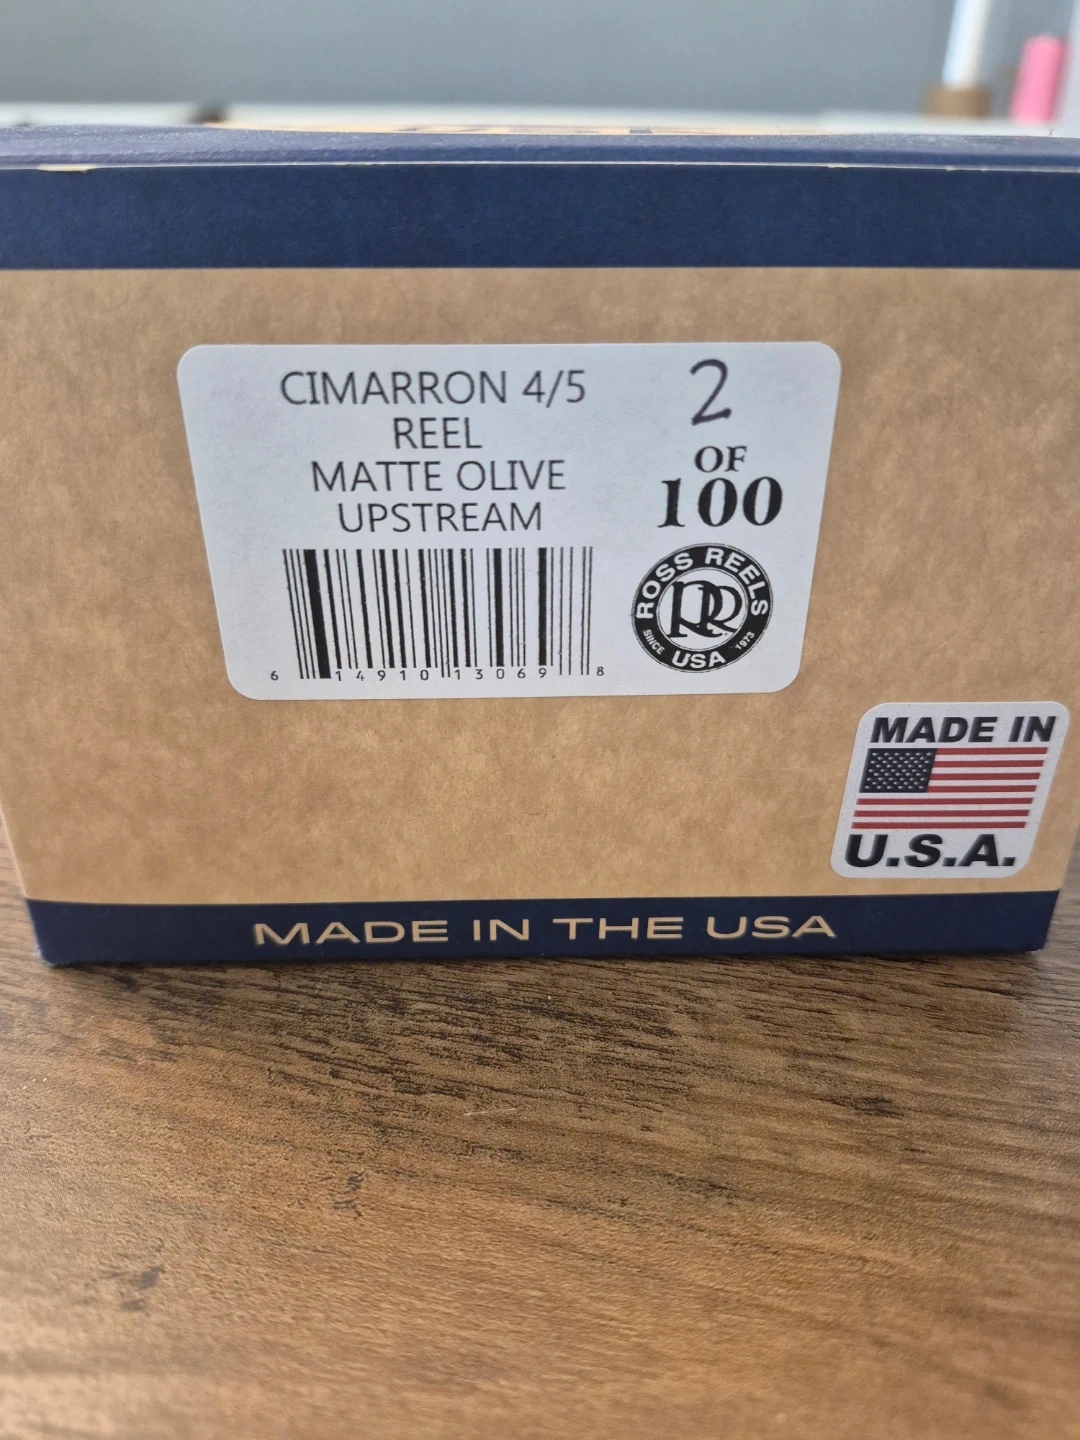 CIMARRON 4/5
REEL
MATTE OLIVE
UPSTREAM
6 14910 13069 8
2
OF
100
ROSS REELS
RR
SINCE 1973
USA
MADE IN
U.S.A.
MADE IN THE USA